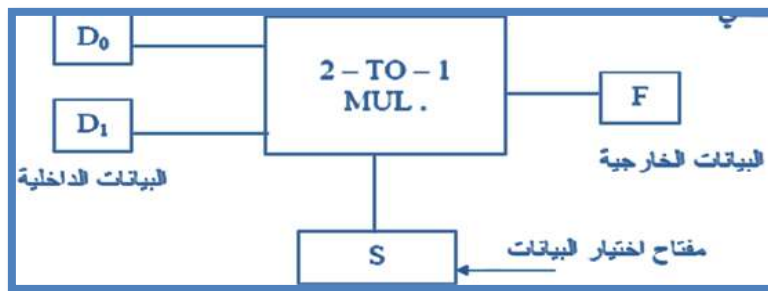 D₀
2 – TO – 1
MUL .
D₁
F
البيانات الداخلية
البيانات الخارجية
S
مفتاح اختيار البيانات